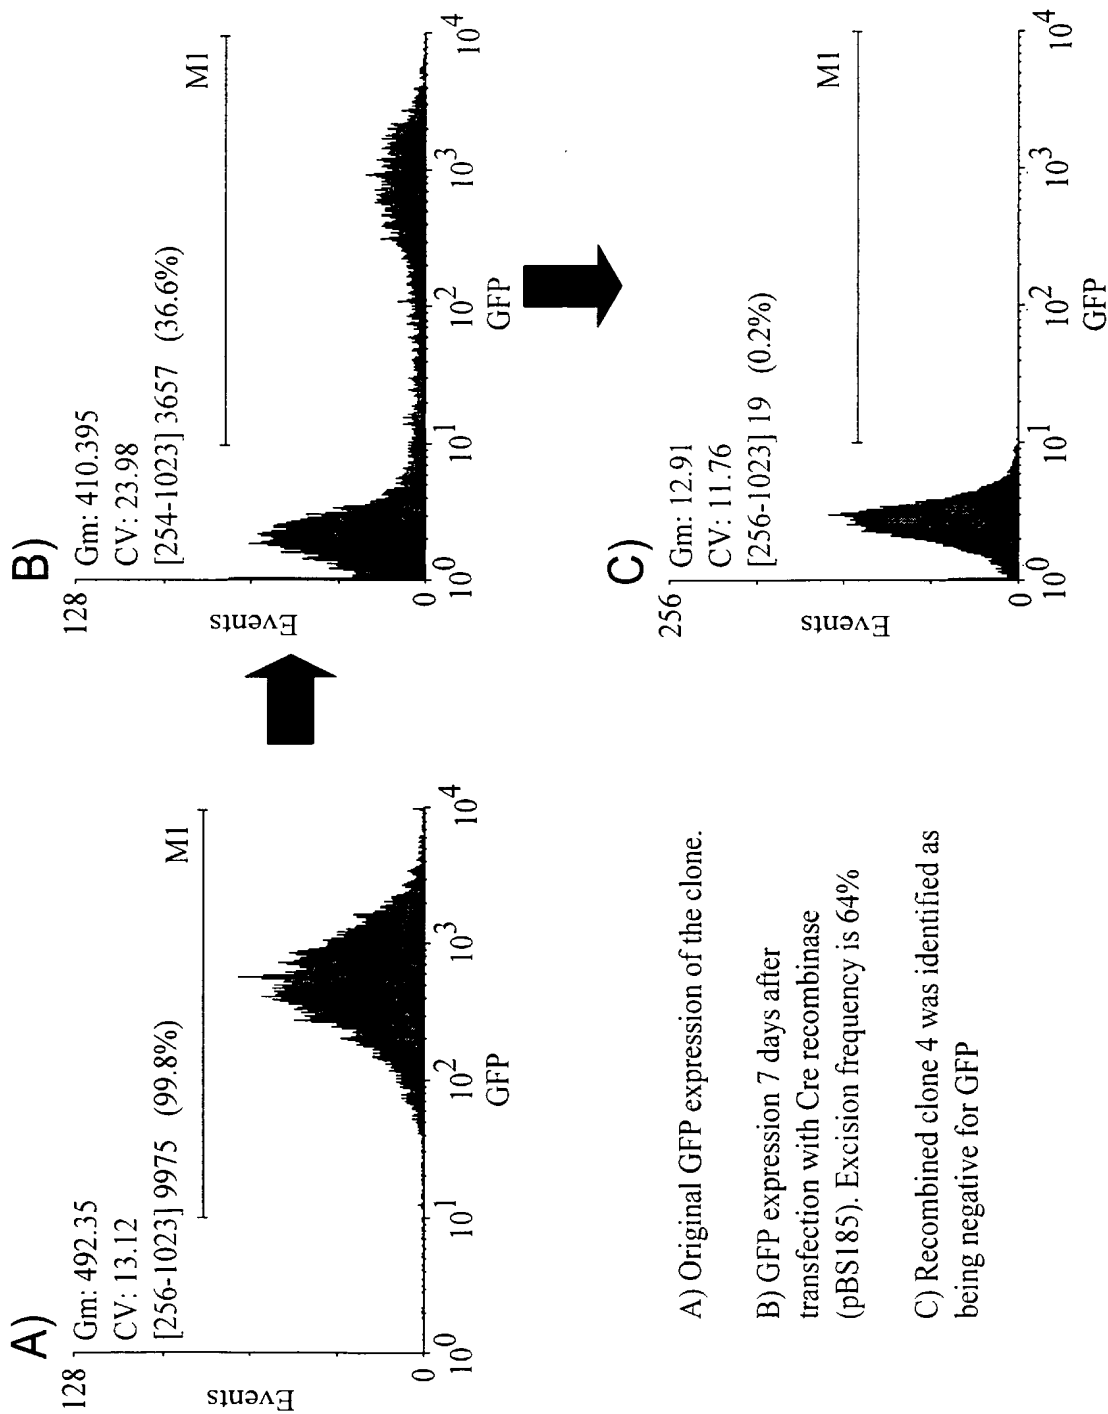 A)
Gm: 492.35
CV: 13.12
[256-1023] 9975 (99.8%)
M1
128
Events
0
10^0
10^1
10^2
10^3
10^4
GFP
B)
Gm: 410.395
CV: 23.98
[254-1023] 3657 (36.6%)
M1
128
Events
0
10^0
10^1
10^2
10^3
10^4
GFP
C)
Gm: 12.91
CV: 11.76
[256-1023] 19 (0.2%)
M1
256
Events
0
10^0
10^1
10^2
10^3
10^4
GFP
A) Original GFP expression of the clone.
B) GFP expression 7 days after
transfection with Cre recombinase
(pBS185). Excision frequency is 64%
C) Recombined clone 4 was identified as
being negative for GFP